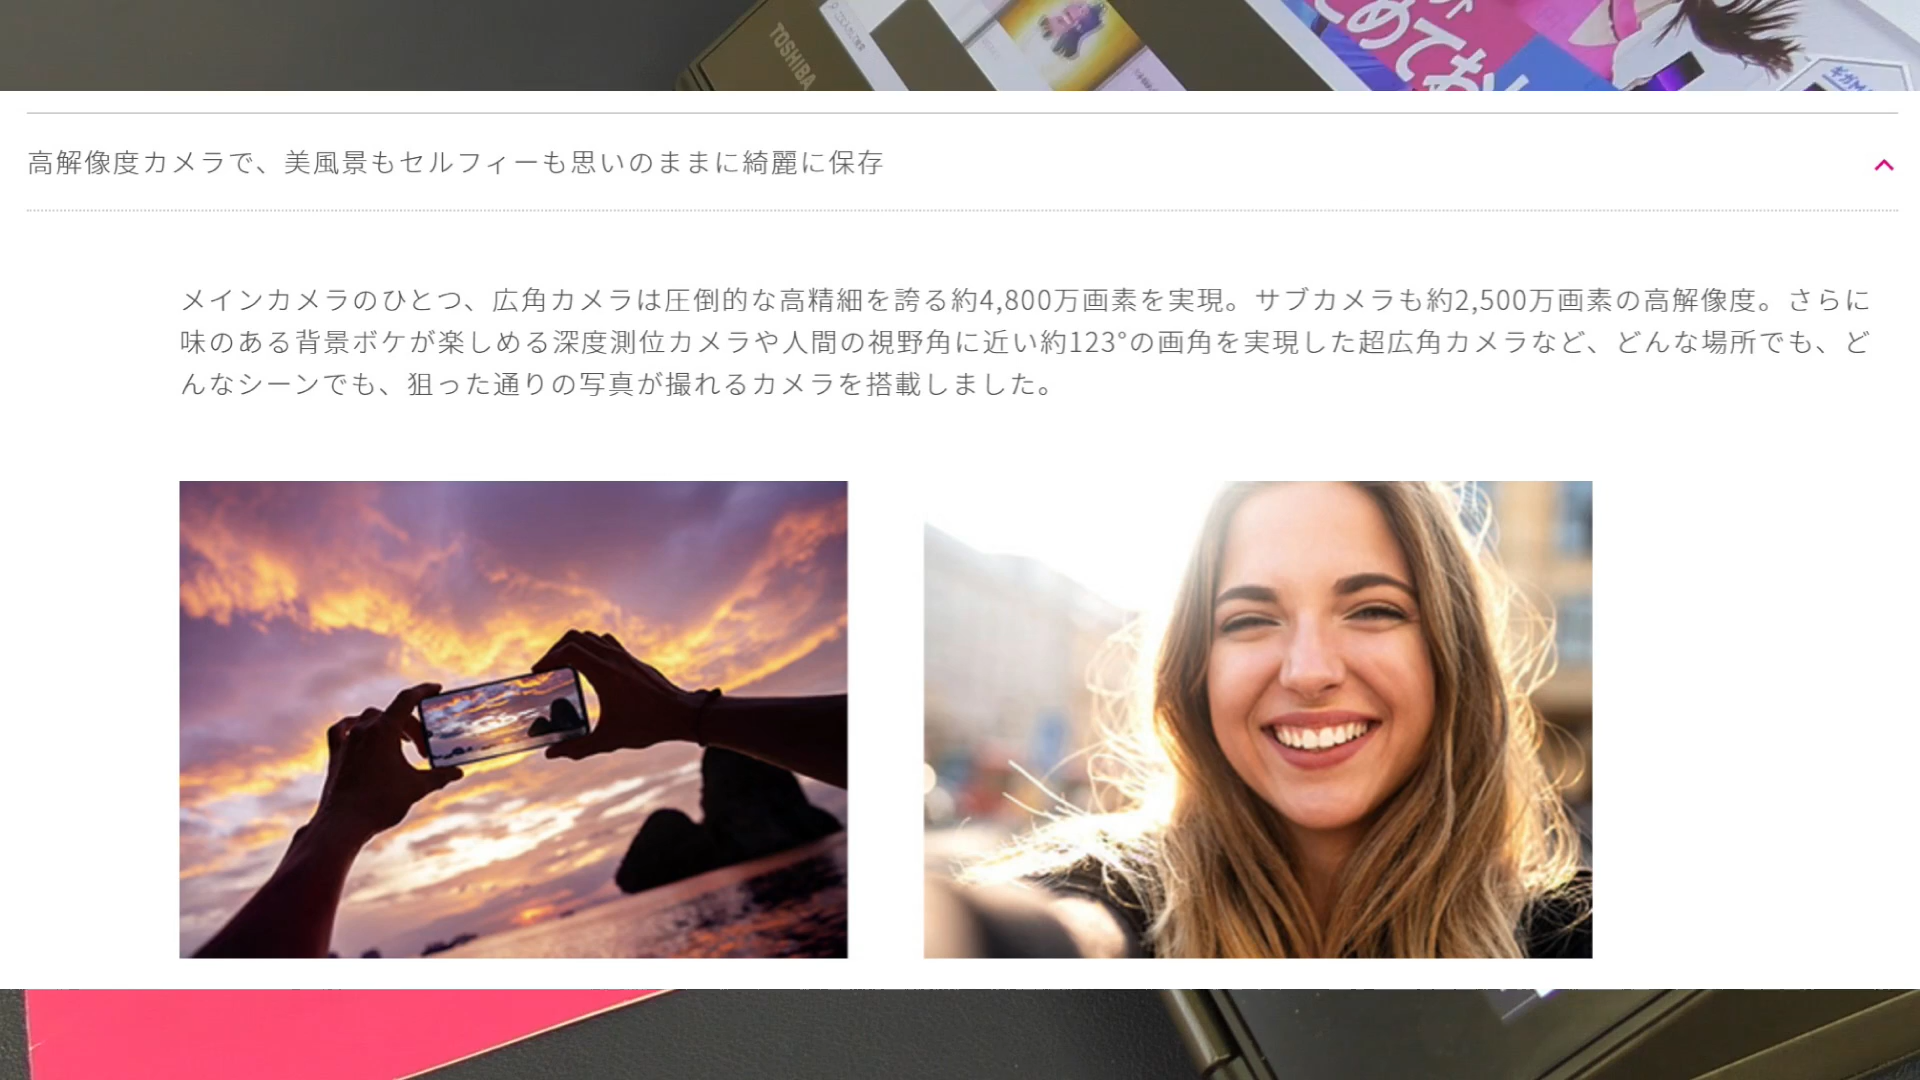 TOSHIBA
とめてお
ギガM
高解像度カメラで、美風景もセルフィーも思いのままに綺麗に保存
メインカメラのひとつ、広角カメラは圧倒的な高精細を誇る約4,800万画素を実現。サブカメラも約2,500万画素の高解像度。さらに
味のある背景ボケが楽しめる深度測位カメラや人間の視野角に近い約123°の画角を実現した超広角カメラなど、どんな場所でも、ど
んなシーンでも、狙った通りの写真が撮れるカメラを搭載しました。